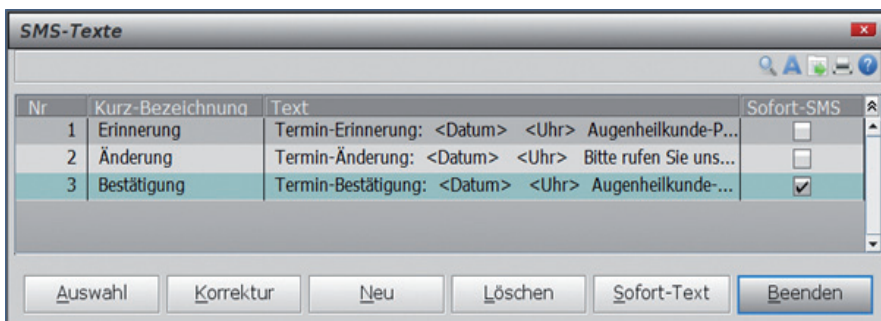 SMS-Texte
Nr Kurz-Bezeichnung Text Sofort-SMS
1 Erinnerung Termin-Erinnerung: <Datum> <Uhr> Augenheilkunde-P...
2 Änderung Termin-Änderung: <Datum> <Uhr> Bitte rufen Sie uns...
3 Bestätigung Termin-Bestätigung: <Datum> <Uhr> Augenheilkunde-...
Auswahl Korrektur Neu Löschen Sofort-Text Beenden